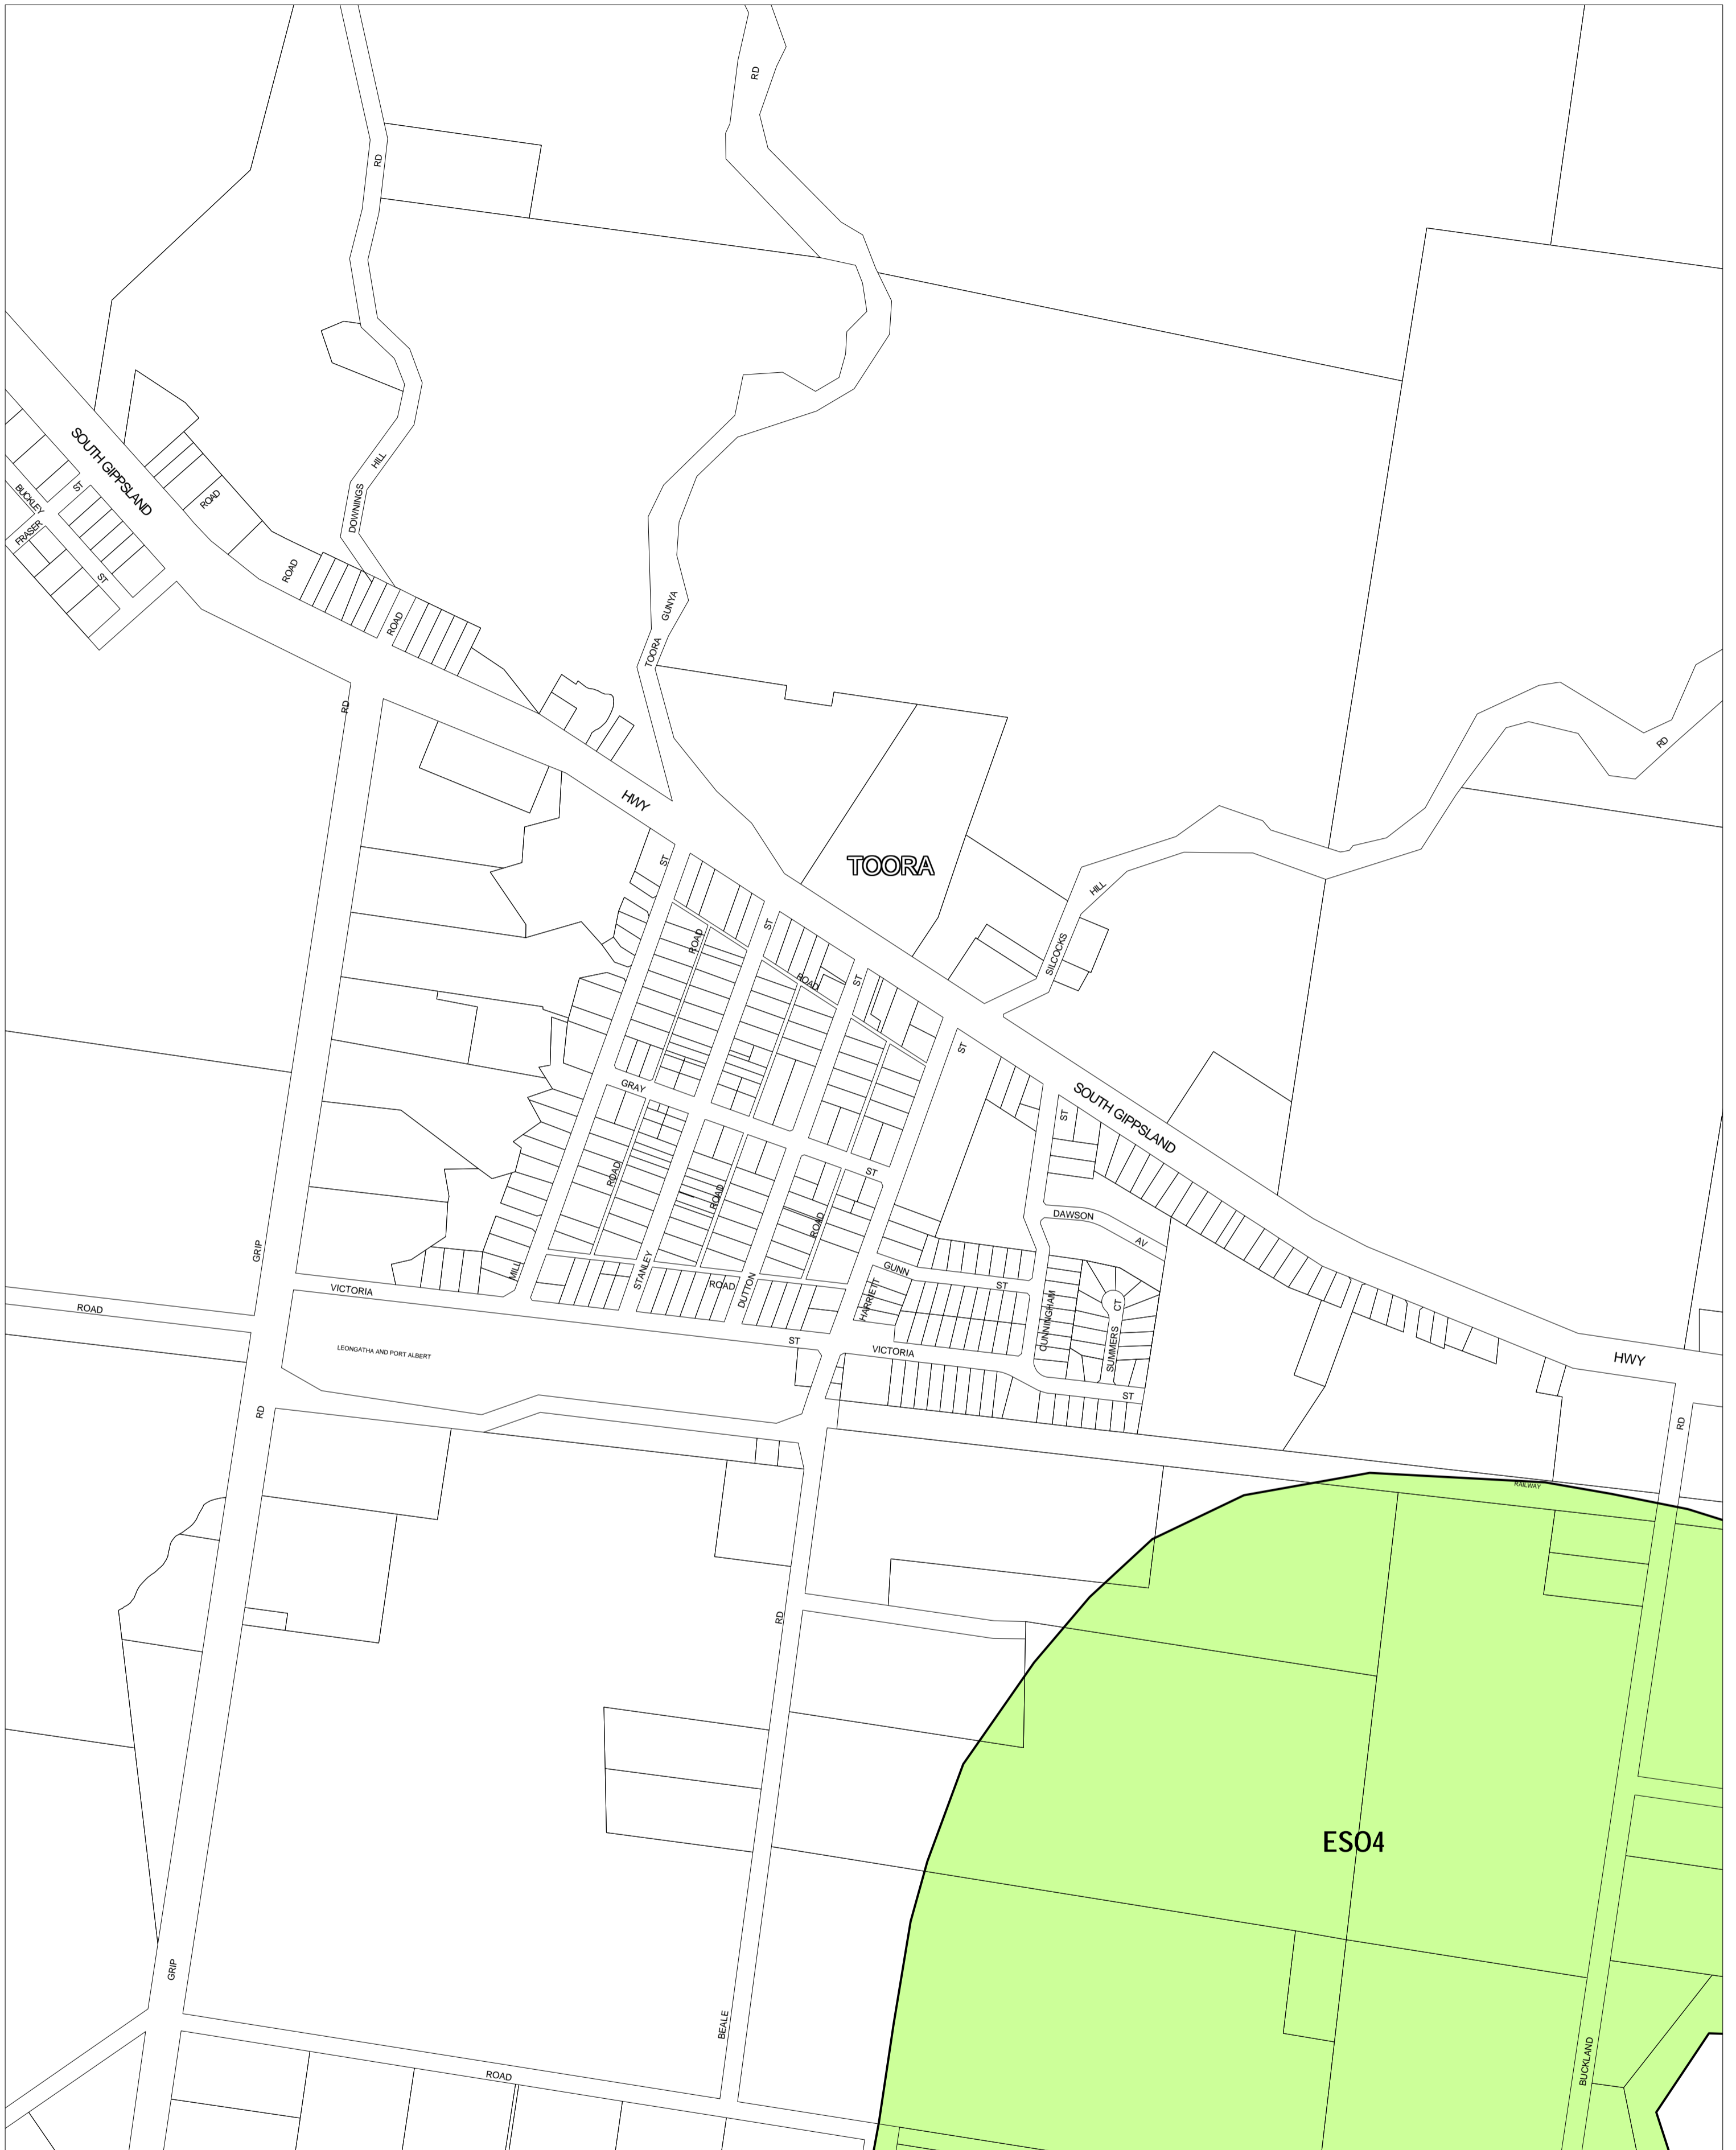 RD
RD
SOUTH GIPPSLAND
HILL
ST
BUCKLEY
ROAD
DOWNINGS
FRASER
ST
ROAD
GUNYA
ROAD
TOORA
RD
RD
HWY
TOORA
ST
HILL
ST
ROAD
SILCOCKS
ROAD
ST
ST
GRAY
SOUTH GIPPSLAND
ST
ROAD
ST
ROAD
ROAD
DAWSON
AV
GRIP
MILL
STANLEY
GUNN
ROAD
DUTTON
ST
HARRIETT
VICTORIA
CT
CUNNINGHAM
ROAD
ST
SUMMERS
LEONGATHA AND PORT ALBERT
VICTORIA
HWY
ST
RD
RD
RAILWAY
RD
ESO4
GRIP
BEALE
BUCKLAND
ROAD